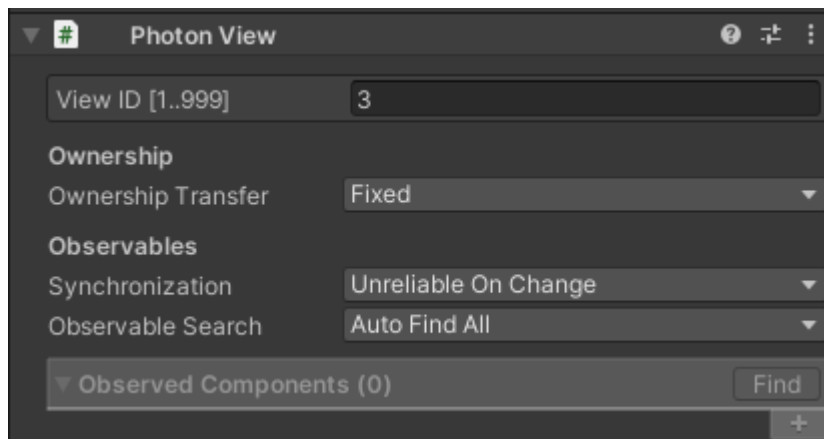 # Photon View
View ID [1..999] 3
Ownership
Ownership Transfer Fixed
Observables
Synchronization Unreliable On Change
Observable Search Auto Find All
Observed Components (0) Find
+